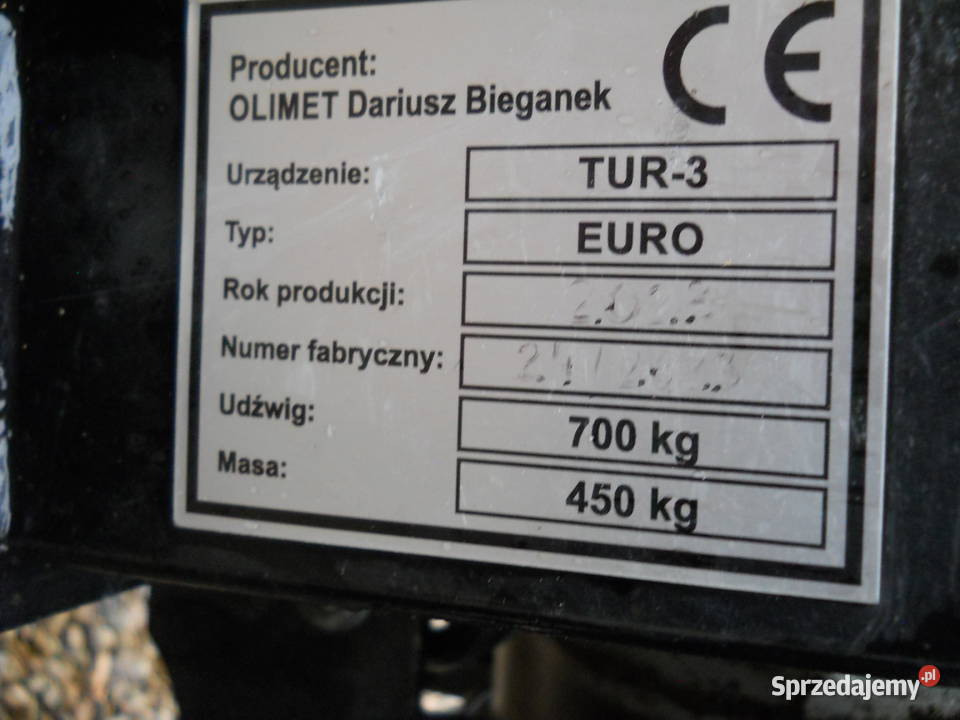 Producent:
OLIMET Dariusz Bieganek
CE
Urządzenie: TUR-3
Typ: EURO
Rok produkcji:
Numer fabryczny:
Udźwig: 700 kg
Masa: 450 kg
Sprzedajemy.pl